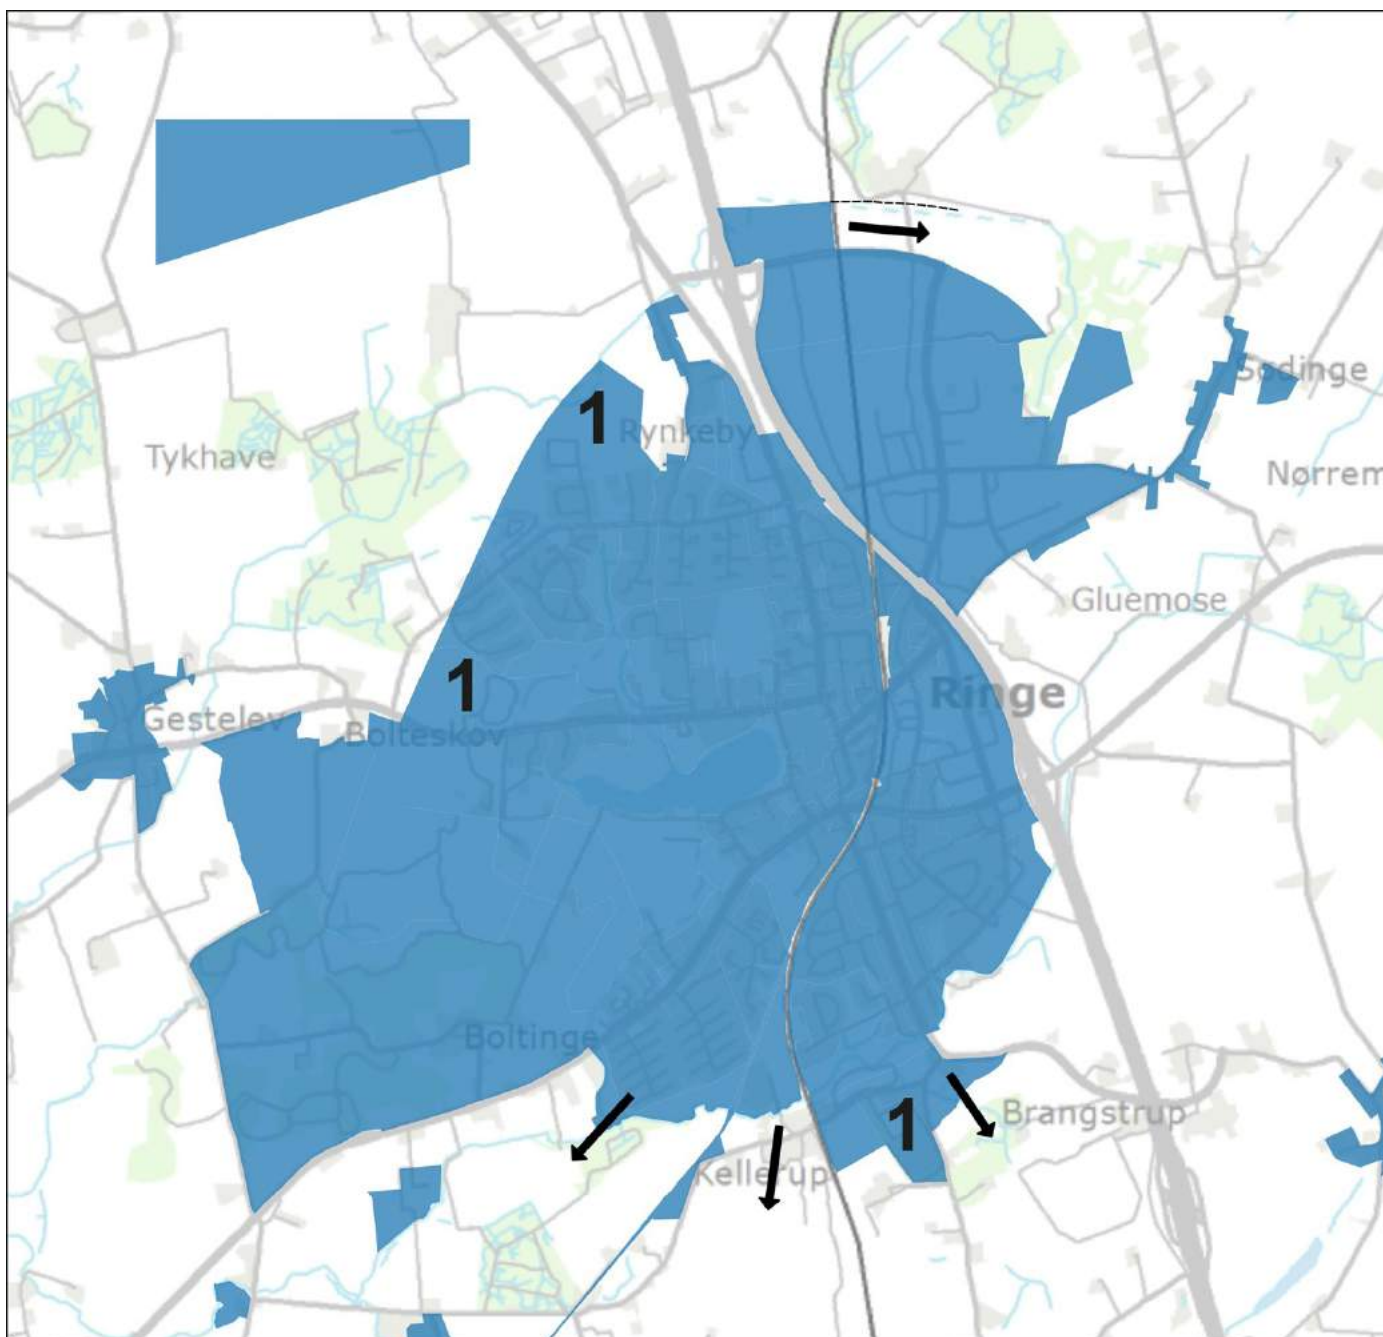 Sødinge
1
Rynkeby
Tykhave
Nørrem
Gluemose
1
Ringe
Gestelev
Bolteskov
Boltinge
1
Brangstrup
Kellerup